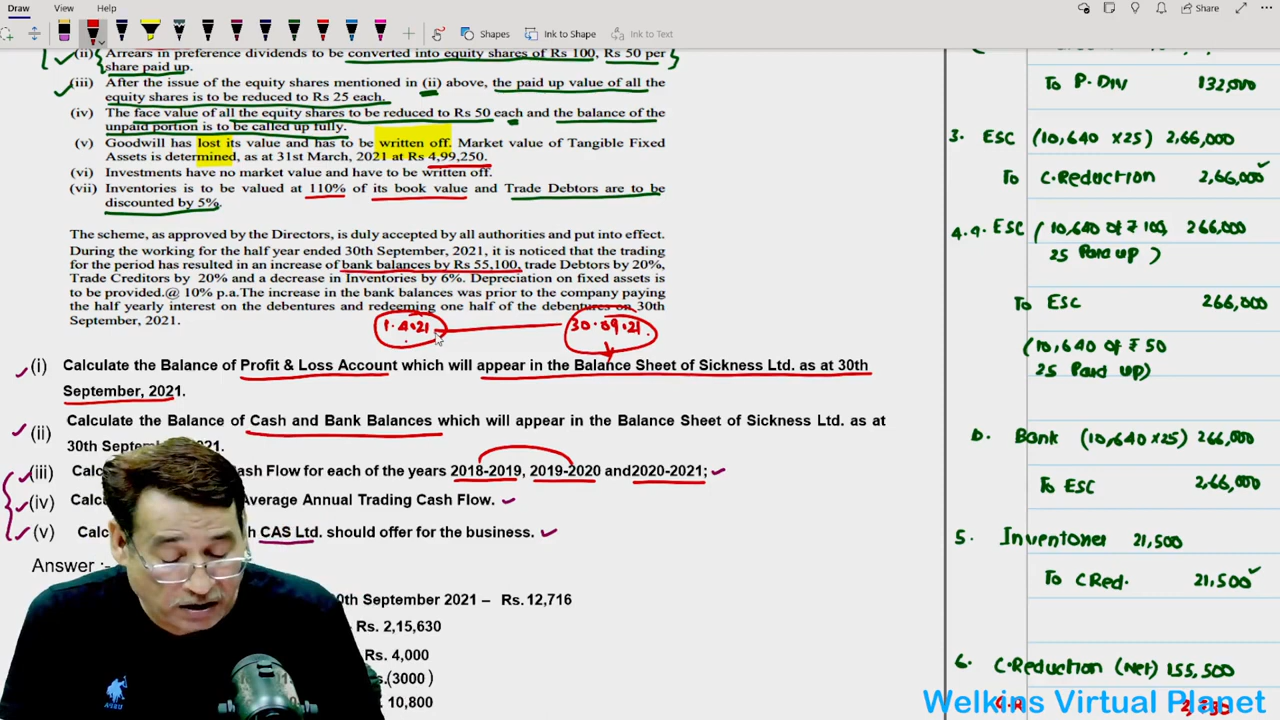 Draw View Share
Shapes Ink to Shape Ink to Text
(ii) Arrears in preference dividends to be converted into equity shares of Rs 100, Rs 50 per
share paid up.
(iii) After the issue of the equity shares mentioned in (ii) above, the paid up value of all the
equity shares is to be reduced to Rs 25 each.
(iv) The face value of all the equity shares to be reduced to Rs 50 each and the balance of the
unpaid portion is to be called up fully.
(v) Goodwill has lost its value and has to be written off. Market value of Tangible Fixed
Assets is determined, as at 31st March, 2021 at Rs 4,99,250.
(vi) Investments have no market value and have to be written off.
(vii) Inventories is to be valued at 110% of its book value and Trade Debtors are to be
discounted by 5%.
The scheme, as approved by the Directors, is duly accepted by all authorities and put into effect.
During the working for the half year ended 30th September, 2021, it is noticed that the trading
for the period has resulted in an increase of bank balances by Rs 55,100, trade Debtors by 20%,
Trade Creditors by 20% and a decrease in Inventories by 6%. Depreciation on fixed assets is
to be provided.@ 10% p.a.The increase in the bank balances was prior to the company paying
the half yearly interest on the debentures and redeeming one half of the debentures on 30th
September, 2021.
1.4.21 30.09.21
(i) Calculate the Balance of Profit & Loss Account which will appear in the Balance Sheet of Sickness Ltd. as at 30th
September, 2021.
(ii) Calculate the Balance of Cash and Bank Balances which will appear in the Balance Sheet of Sickness Ltd. as at
30th September, 2021.
(iii) Cash Flow for each of the years 2018-2019, 2019-2020 and2020-2021;
(iv) Average Annual Trading Cash Flow.
(v) CAS Ltd. should offer for the business.
Answer :-
30th September 2021 – Rs. 12,716
Rs. 2,15,630
Rs. 4,000
(3000 )
10,800
To P.DIV 132,000
3. ESC (10,640 x25) 2,66,000
To C.Reduction 2,66,000
4.a. ESC (10,640 of ₹ 100, 266,000
25 Paid up )
To ESC 266,000
(10,640 of ₹ 50
25 Paid up)
b. Bank (10,640 x25) 266,000
To ESC 2,66,000
5. Inventories 21,500
To C Red. 21,500
6. C.Reduction (Net) 155,500
Welkins Virtual Planet